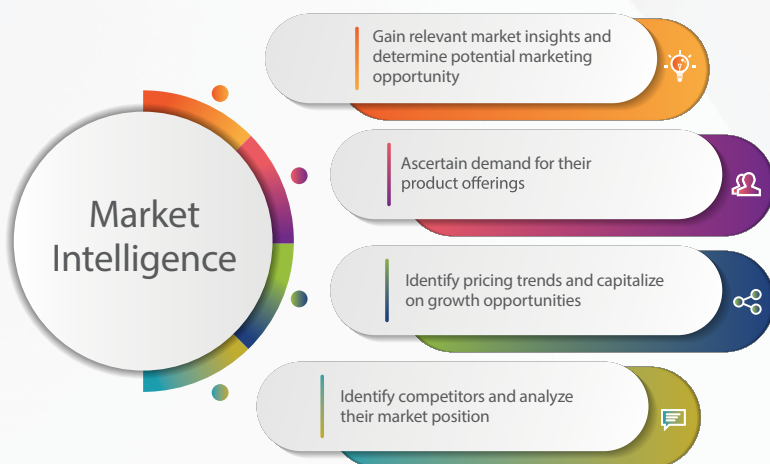 Market
Intelligence
Gain relevant market insights and
determine potential marketing
opportunity
Ascertain demand for their
product offerings
Identify pricing trends and capitalize
on growth opportunities
Identify competitors and analyze
their market position